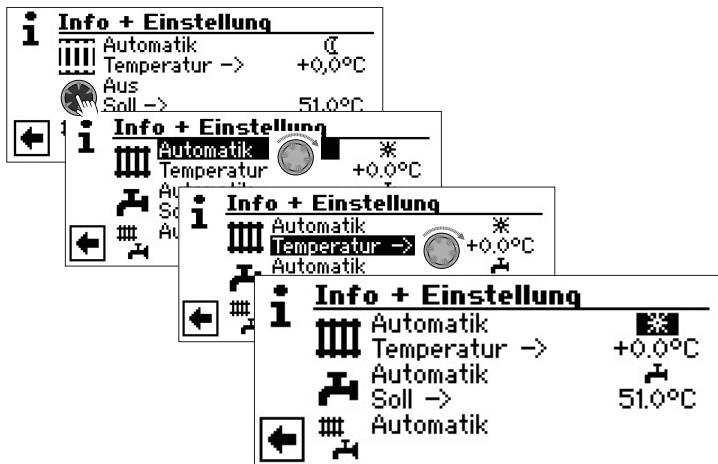 Info + Einstellung
Automatik
Temperatur -> +0,0°C
Aus
Soll -> 51.0°C
Info + Einstellung
Automatik
Temperatur +0.0°C
Info + Einstellung
Automatik
Temperatur -> +0.0°C
Automatik
Info + Einstellung
Automatik
Temperatur -> +0.0°C
Automatik
Soll -> 51.0°C
Automatik